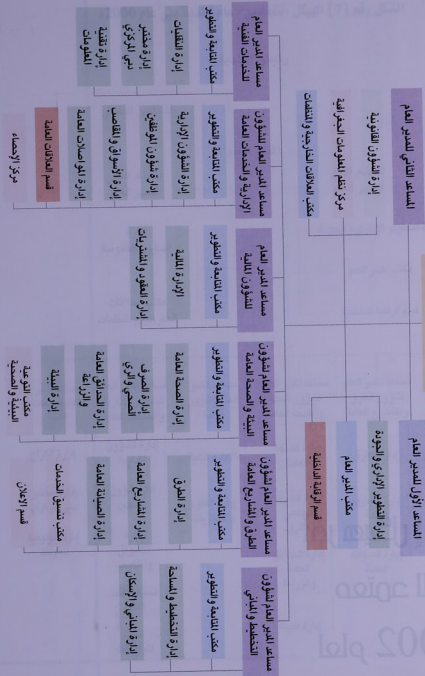 المساعد الثاني للمدير العام
المساعد الأول للمدير العام
إدارة الشؤون القانونية
مركز نظم المعلومات الجغرافية
مكتب العلاقات الخارجية والمنظمات
إدارة التطوير الإداري والجودة
مكتب المدير العام
قسم الرقابة الداخلية
مساعد المدير العام
للخدمات الفنية
مكتب المتابعة والتطوير
إدارة النقليات
إدارة مختبر
دبي المركزي
إدارة تقنية
المعلومات
مساعد المدير العام للشؤون
الإدارية والخدمات العامة
مكتب المتابعة والتطوير
إدارة الشؤون الإدارية
إدارة شؤون الموظفين
إدارة الأسواق والمقاصب
إدارة المواصلات العامة
قسم العلاقات العامة
مركز الإحصاء
مساعد المدير العام
للشؤون المالية
مكتب المتابعة والتطوير
الإدارة المالية
إدارة العقود والمشتريات
مساعد المدير العام لشؤون
البيئة والصحة العامة
مكتب المتابعة والتطوير
إدارة الصحة العامة
إدارة الصرف
الصحي والري
إدارة الحدائق العامة
والزراعة
إدارة البيئة
مكتب التوعية
البيئية والصحية
مساعد المدير العام لشؤون
الطرق والمشاريع العامة
مكتب المتابعة والتطوير
إدارة الطرق
إدارة المشاريع العامة
إدارة الصيانة العامة
مكتب تنسيق الخدمات
قسم الإعلان
مساعد المدير العام لشؤون
التخطيط والمباني
مكتب المتابعة والتطوير
إدارة التخطيط والمساحة
إدارة المباني والإسكان